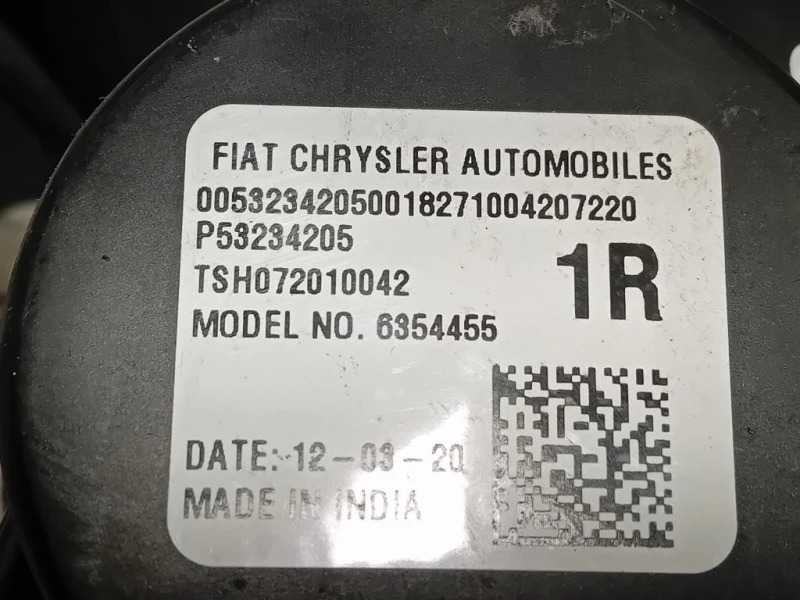 FIAT CHRYSLER AUTOMOBILES
00532342050018271004207220
P53234205
TSH072010042
1R
MODEL NO. 6354455
DATE: 12-03-20
MADE IN INDIA